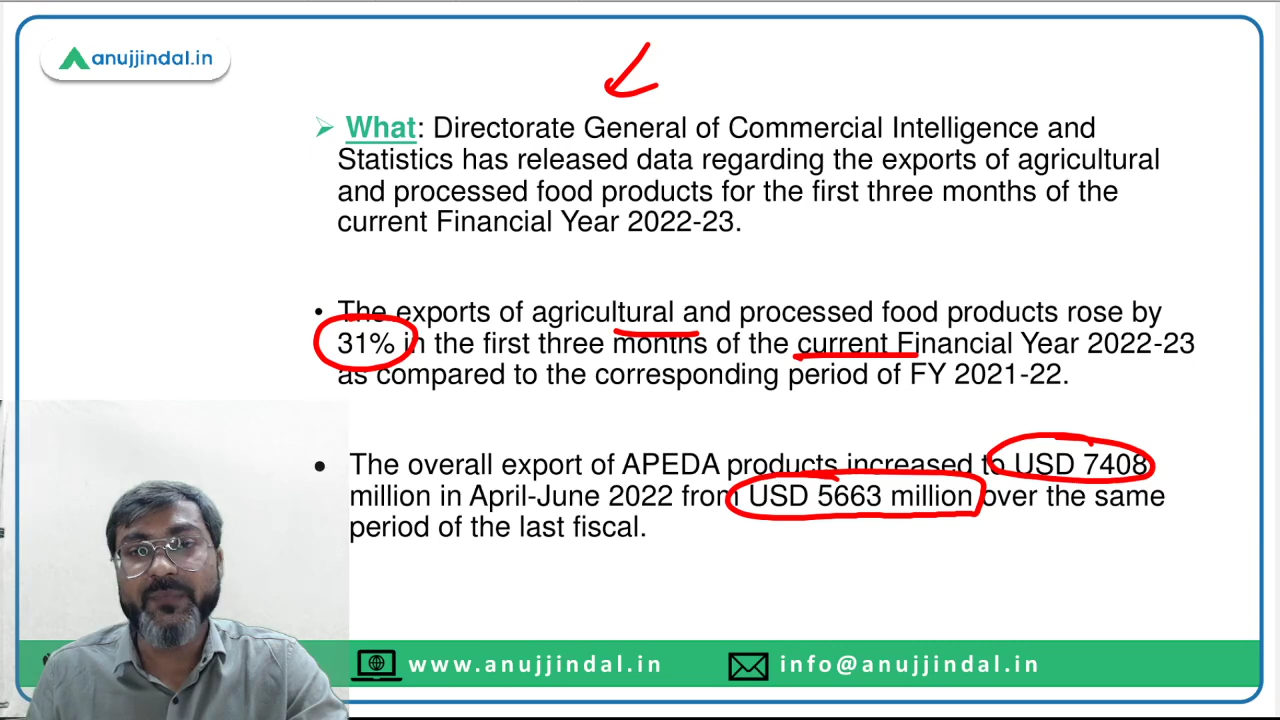 anujjindal.in
➢ What: Directorate General of Commercial Intelligence and
Statistics has released data regarding the exports of agricultural
and processed food products for the first three months of the
current Financial Year 2022-23.
• The exports of agricultural and processed food products rose by
31% in the first three months of the current Financial Year 2022-23
as compared to the corresponding period of FY 2021-22.
• The overall export of APEDA products increased to USD 7408
million in April-June 2022 from USD 5663 million over the same
period of the last fiscal.
www.anujjindal.in
info@anujjindal.in